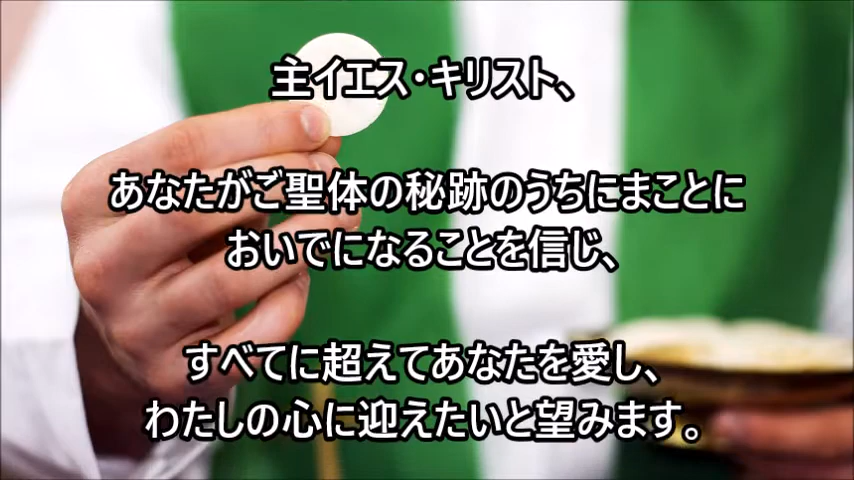 主イエス・キリスト、
あなたがご聖体の秘跡のうちにまことに
おいでになることを信じ、
すべてに超えてあなたを愛し、
わたしの心に迎えたいと望みます。